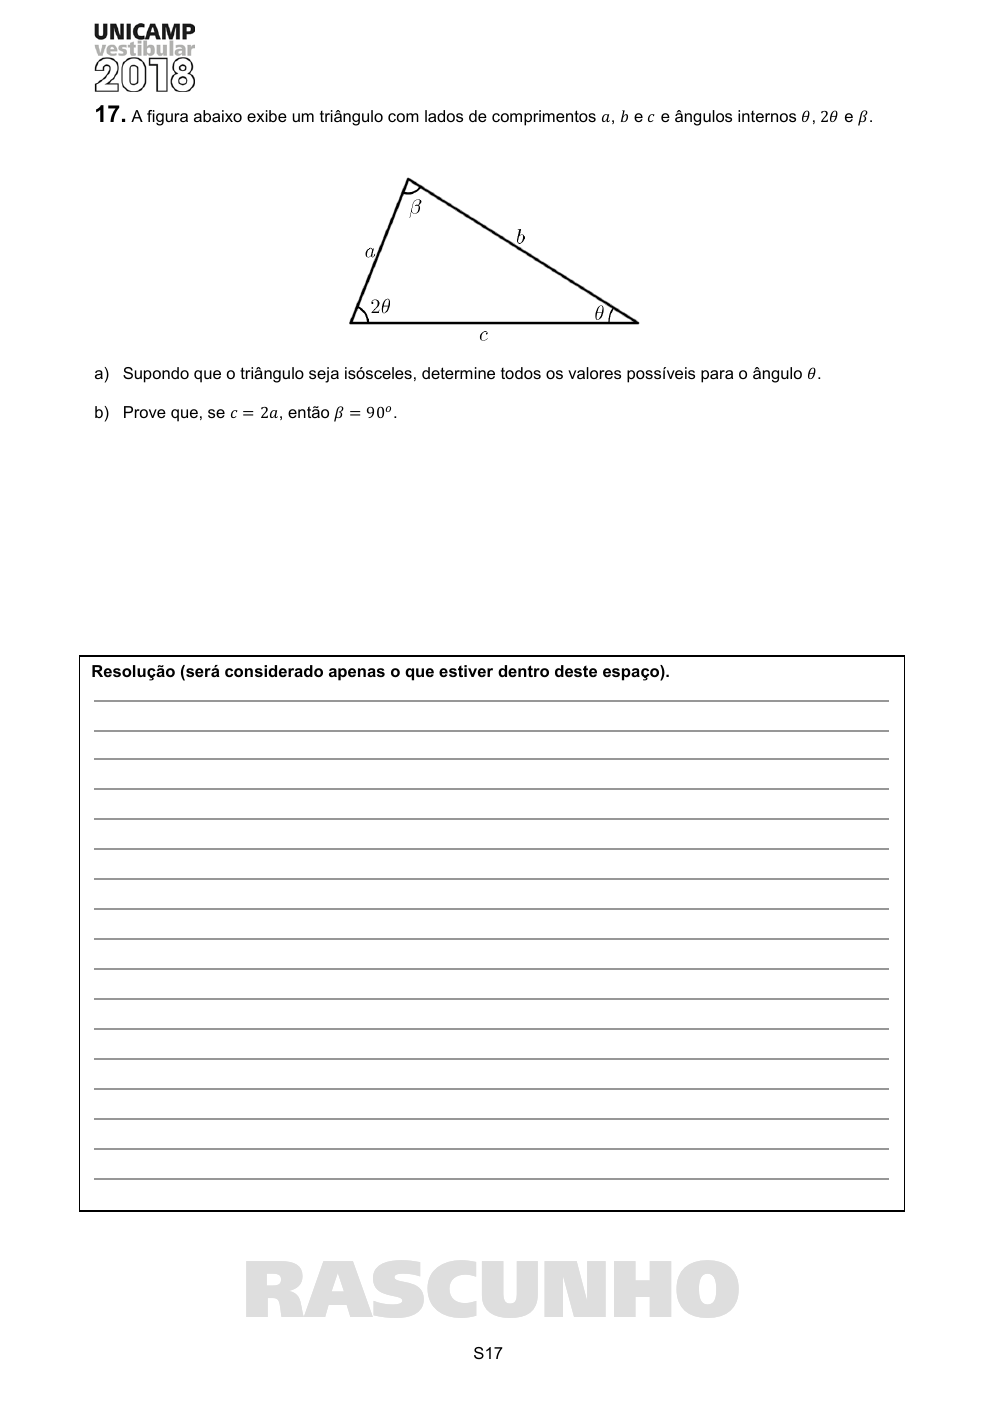 UNICAMP
vestibular
2018
17. A figura abaixo exibe um triângulo com lados de comprimentos a, b e c e ângulos internos θ, 2θ e β.
β
b
a
2θ
θ
c
a) Supondo que o triângulo seja isósceles, determine todos os valores possíveis para o ângulo θ.
b) Prove que, se c = 2a, então β = 90º.
Resolução (será considerado apenas o que estiver dentro deste espaço).
RASCUNHO
S17